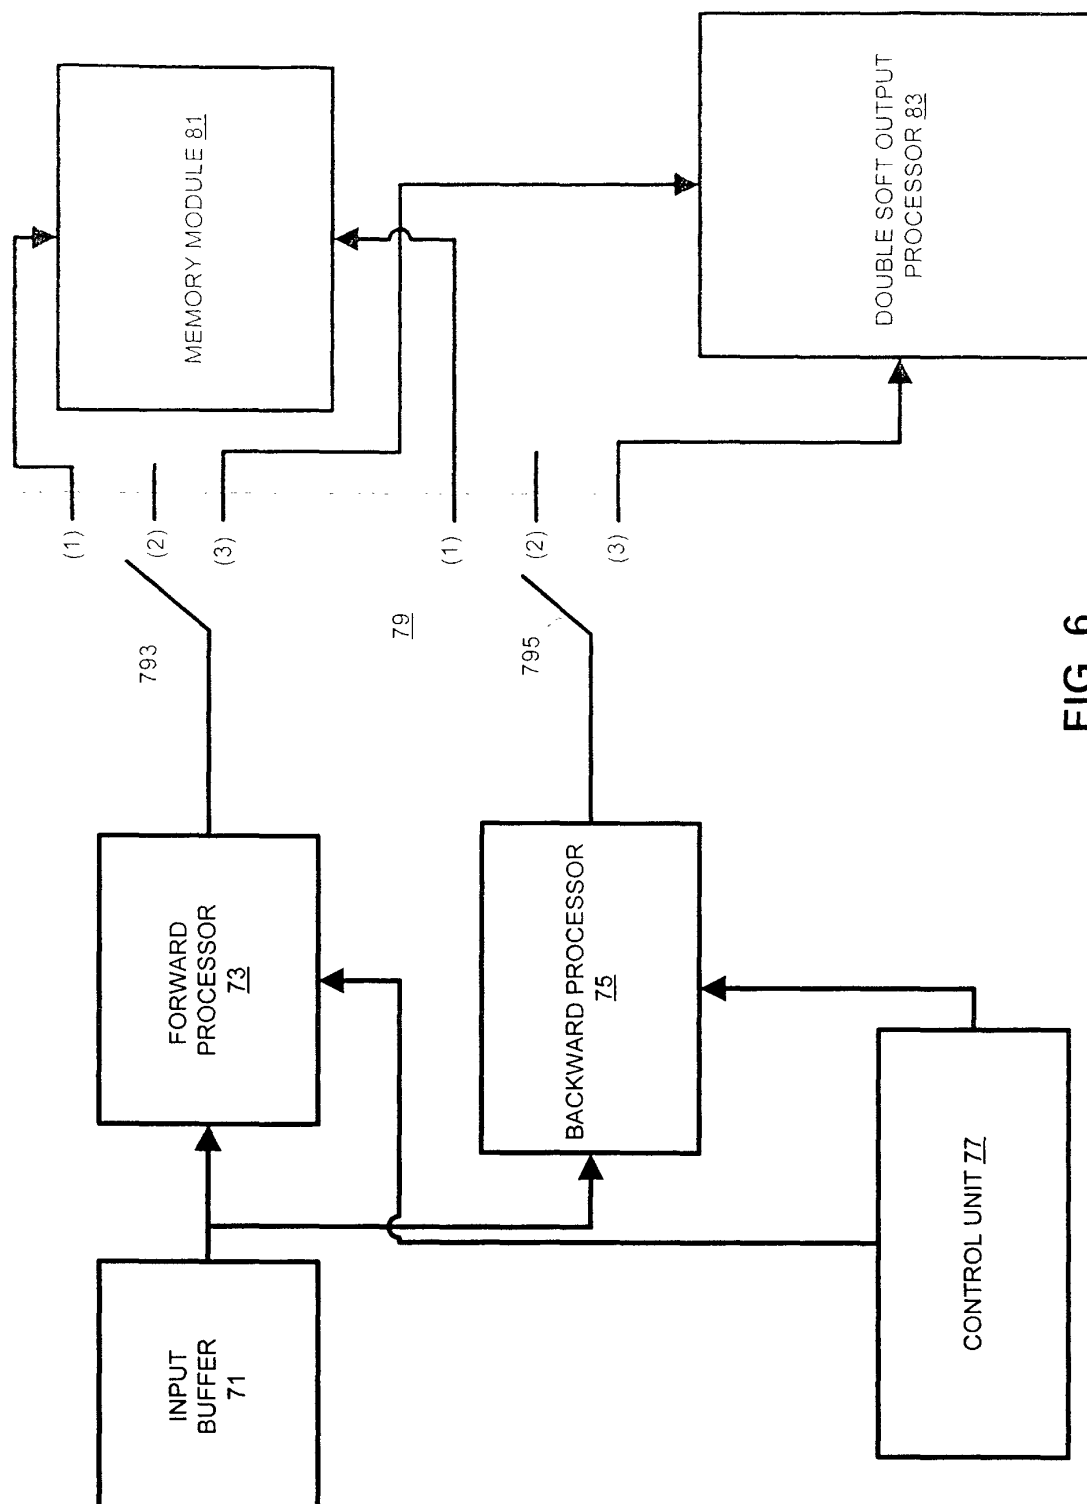 INPUT
BUFFER
71
FORWARD
PROCESSOR
73
793
(1)
(2)
(3)
MEMORY MODULE 81
BACKWARD PROCESSOR
75
79
795
(1)
(2)
(3)
CONTROL UNIT 77
DOUBLE SOFT OUTPUT
PROCESSOR 83
FIG. 6